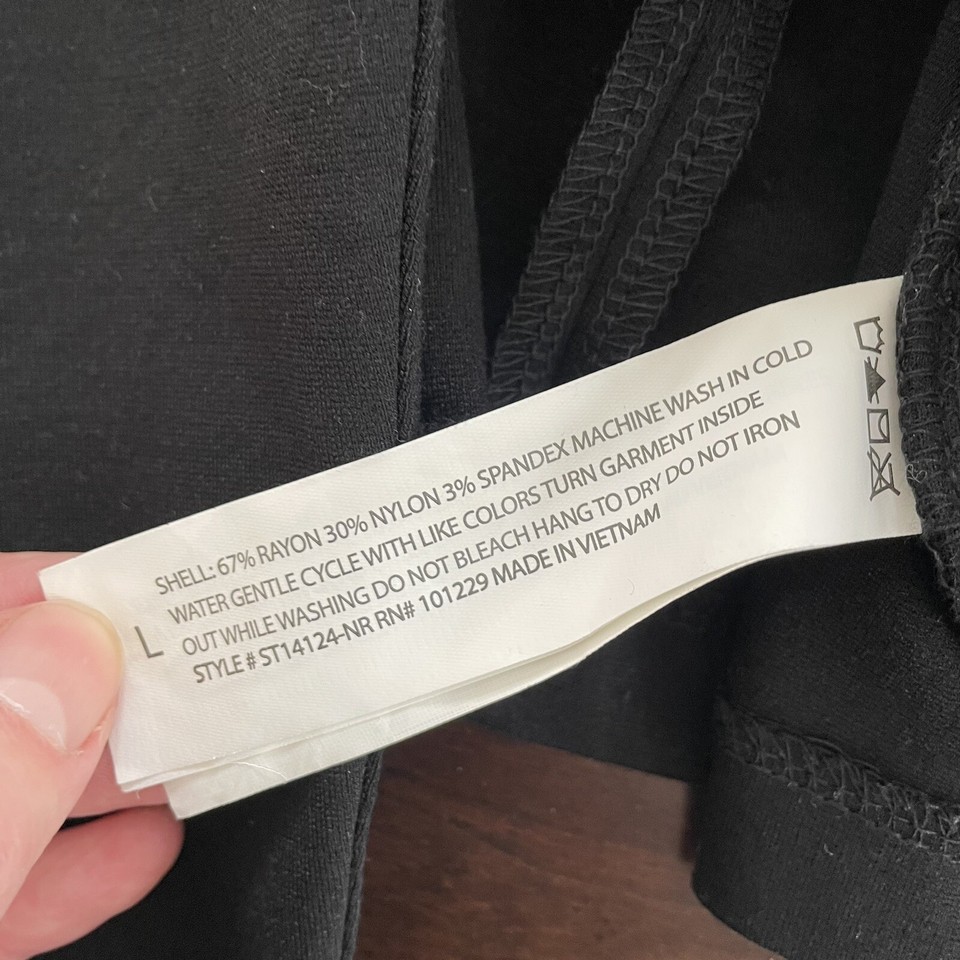 SHELL: 67% RAYON 30% NYLON 3% SPANDEX MACHINE WASH IN COLD
WATER GENTLE CYCLE WITH LIKE COLORS TURN GARMENT INSIDE
OUT WHILE WASHING DO NOT BLEACH HANG TO DRY DO NOT IRON
STYLE # ST14124-NR RN# 101229 MADE IN VIETNAM
L